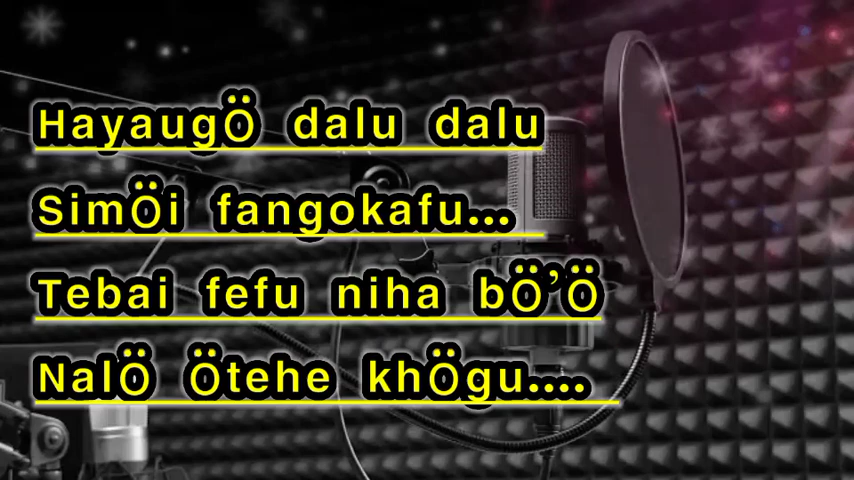 Hayaugö dalu dalu
Simöi fangokafu...
Tebai fefu niha bö’ö
Nalö ötehe khögu....